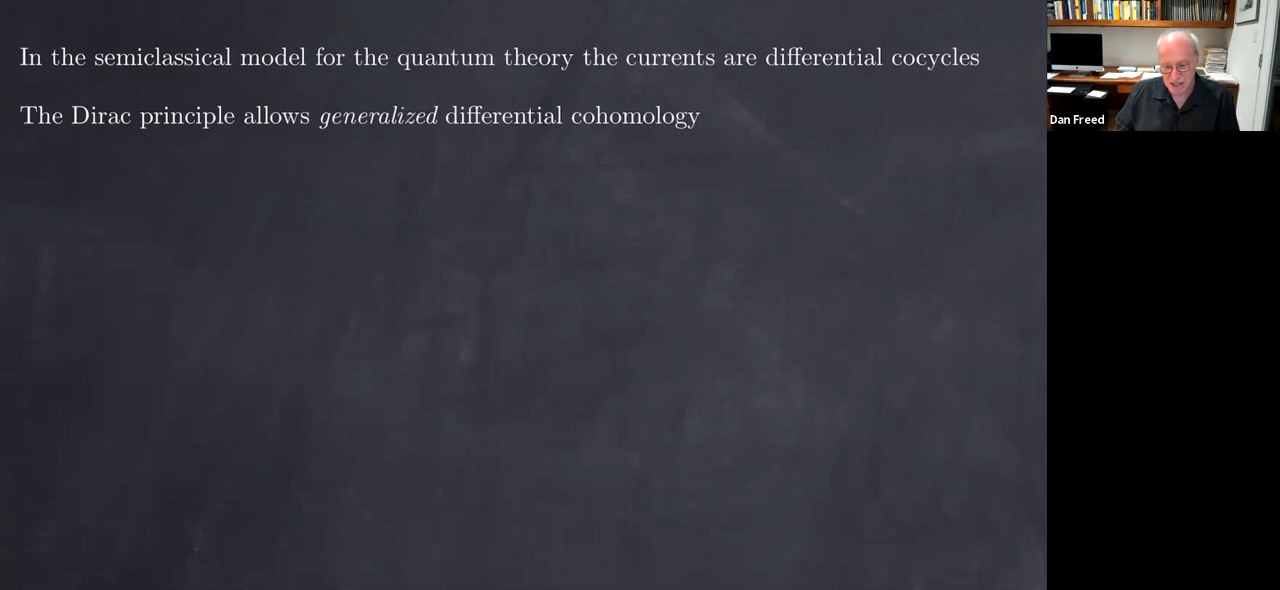 In the semiclassical model for the quantum theory the currents are differential cocycles
The Dirac principle allows generalized differential cohomology
Dan Freed